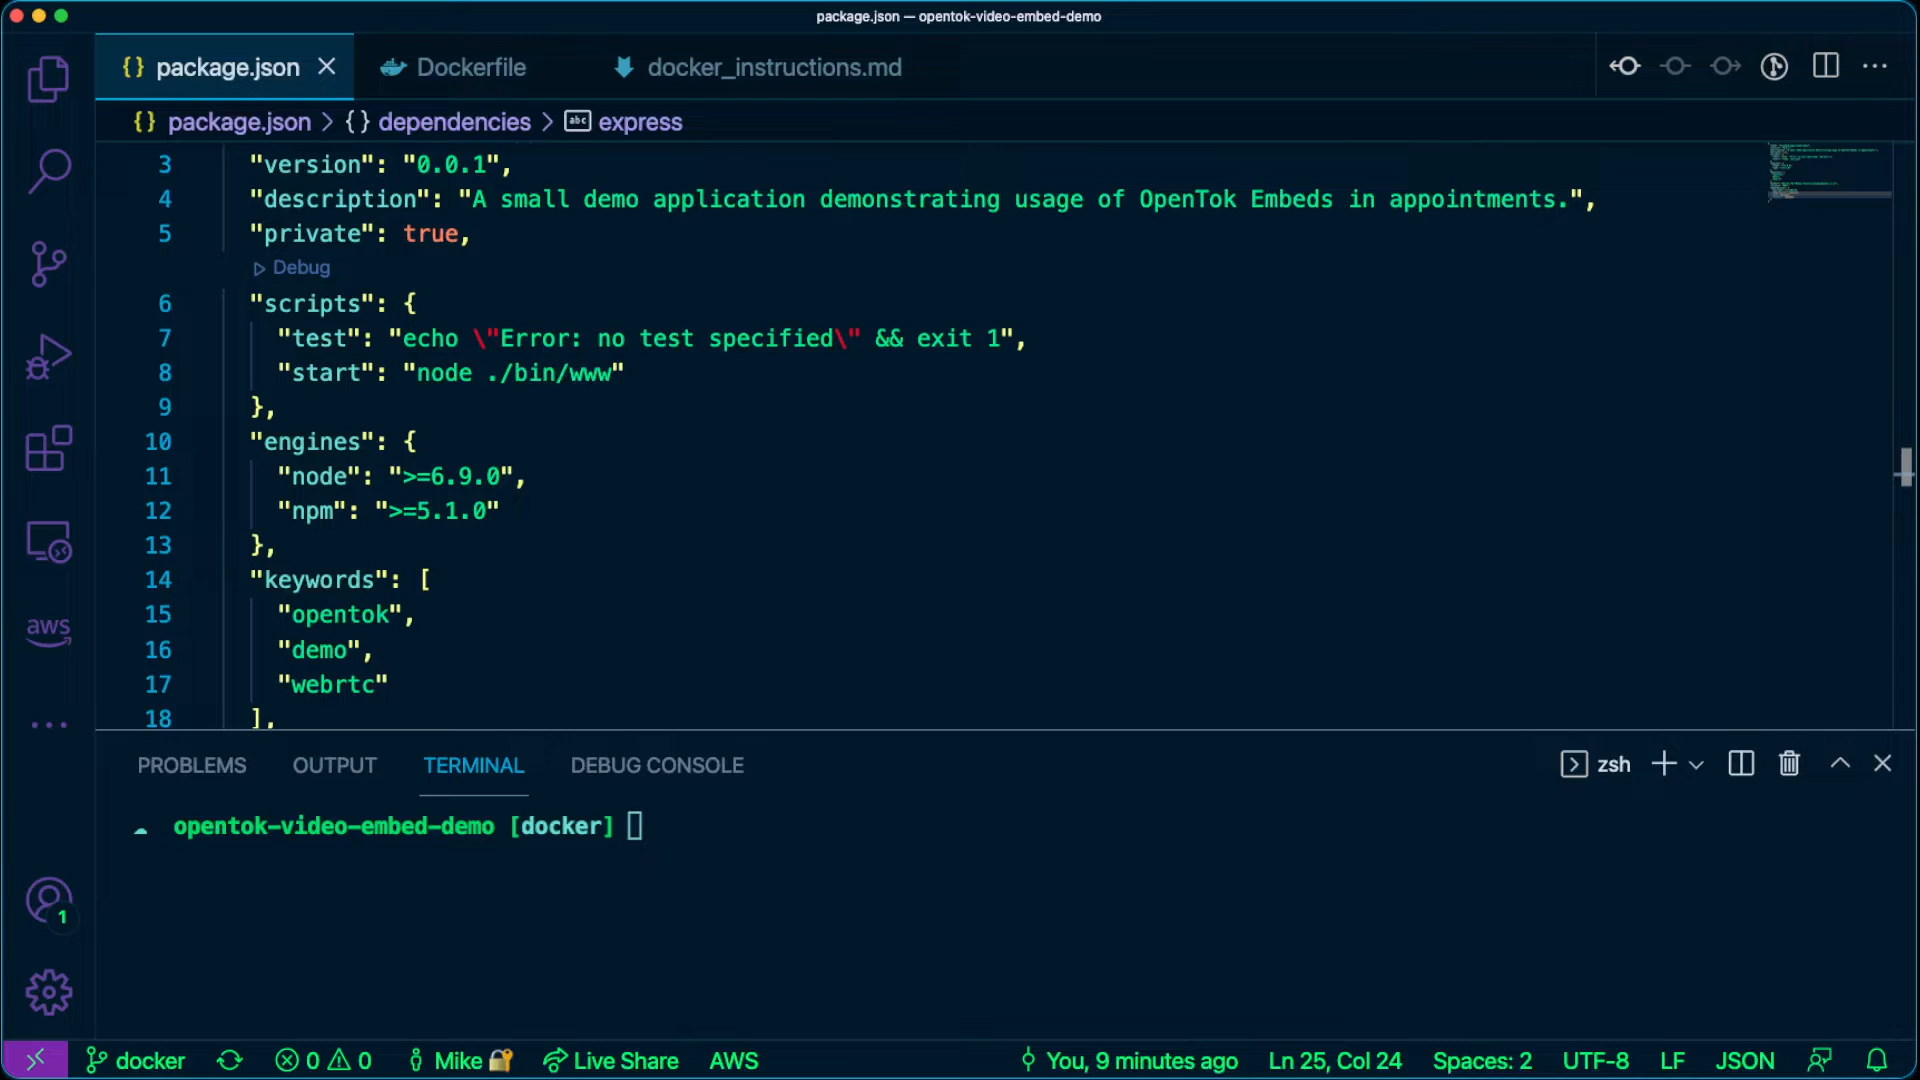 package.json — opentok-video-embed-demo
{} package.json Dockerfile docker_instructions.md
{} package.json > {} dependencies > abc express
3 "version": "0.0.1",
4 "description": "A small demo application demonstrating usage of OpenTok Embeds in appointments.",
5 "private": true,
Debug
6 "scripts": {
7 "test": "echo \"Error: no test specified\" && exit 1",
8 "start": "node ./bin/www"
9 },
10 "engines": {
11 "node": ">=6.9.0",
12 "npm": ">=5.1.0"
13 },
14 "keywords": [
15 "opentok",
16 "demo",
17 "webrtc"
18 ],
aws
PROBLEMS OUTPUT TERMINAL DEBUG CONSOLE zsh
opentok-video-embed-demo [docker]
1
docker 0 0 Mike Live Share AWS You, 9 minutes ago Ln 25, Col 24 Spaces: 2 UTF-8 LF JSON